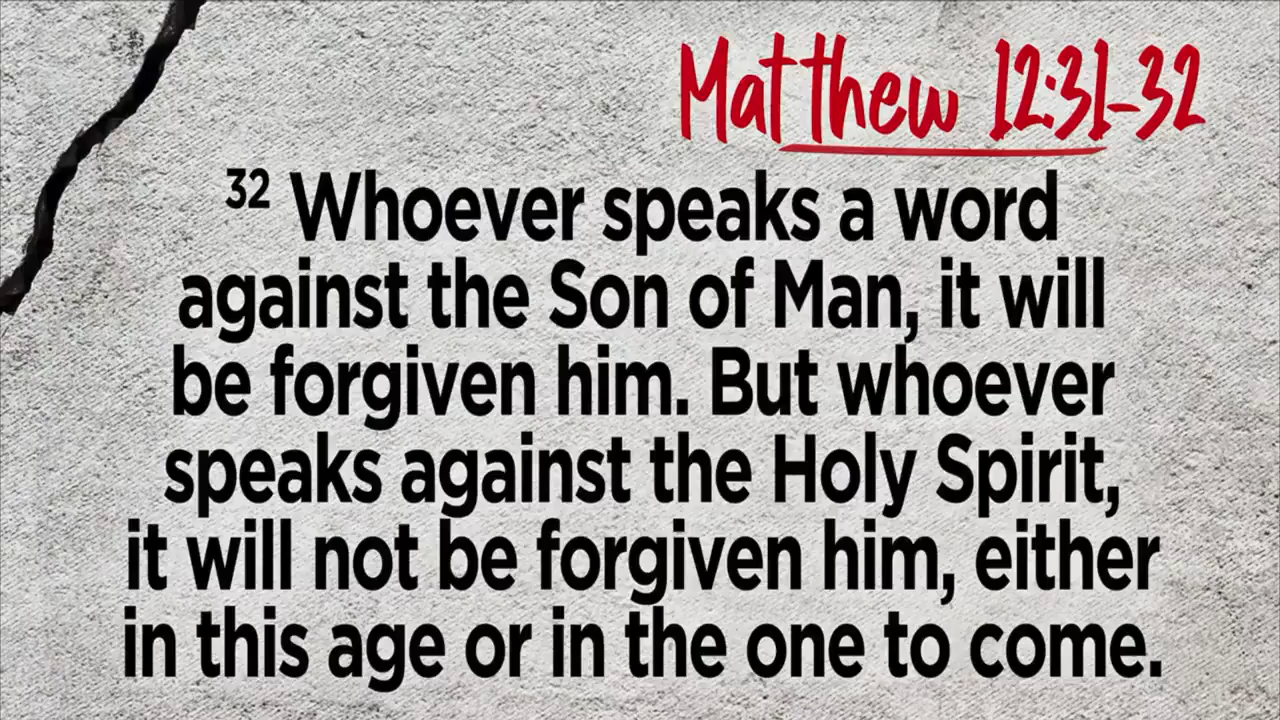 Matthew 12:31-32
32 Whoever speaks a word
against the Son of Man, it will
be forgiven him. But whoever
speaks against the Holy Spirit,
it will not be forgiven him, either
in this age or in the one to come.